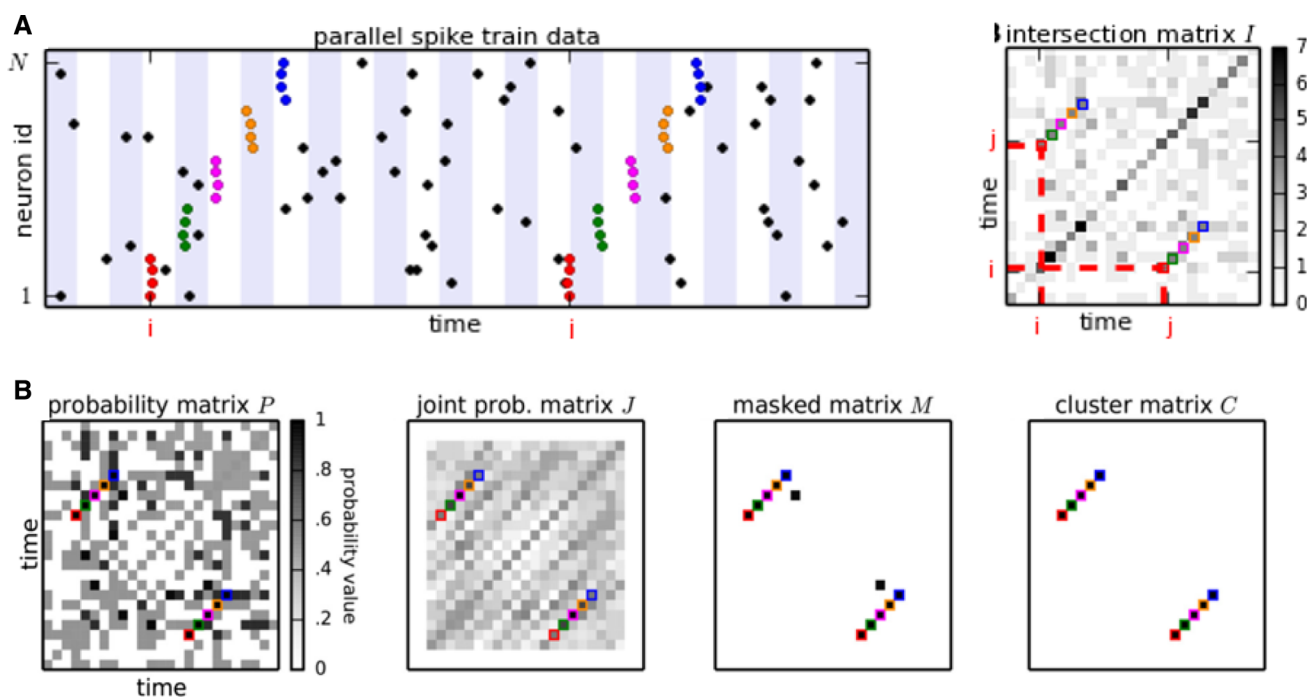 A
parallel spike train data
N
neuron id
1
i
time
j
intersection matrix I
j
time
i
i
time
j
7
6
5
4
3
2
1
0
B
probability matrix P
time
time
1
.8
.6
.4
.2
0
probability value
joint prob. matrix J
masked matrix M
cluster matrix C